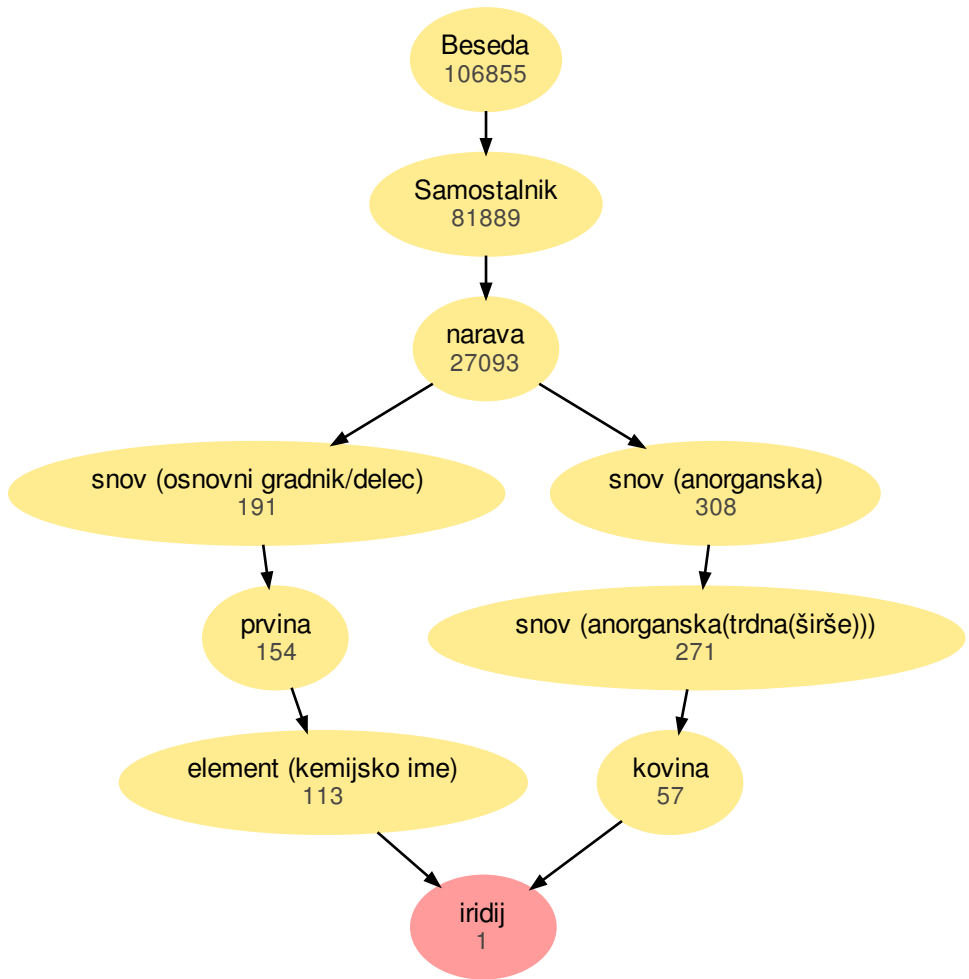 Beseda
106855
Samostalnik
81889
narava
27093
snov (osnovni gradnik/delec)
191
snov (anorganska)
308
prvina
154
snov (anorganska(trdna(širše)))
271
element (kemijsko ime)
113
kovina
57
iridij
1